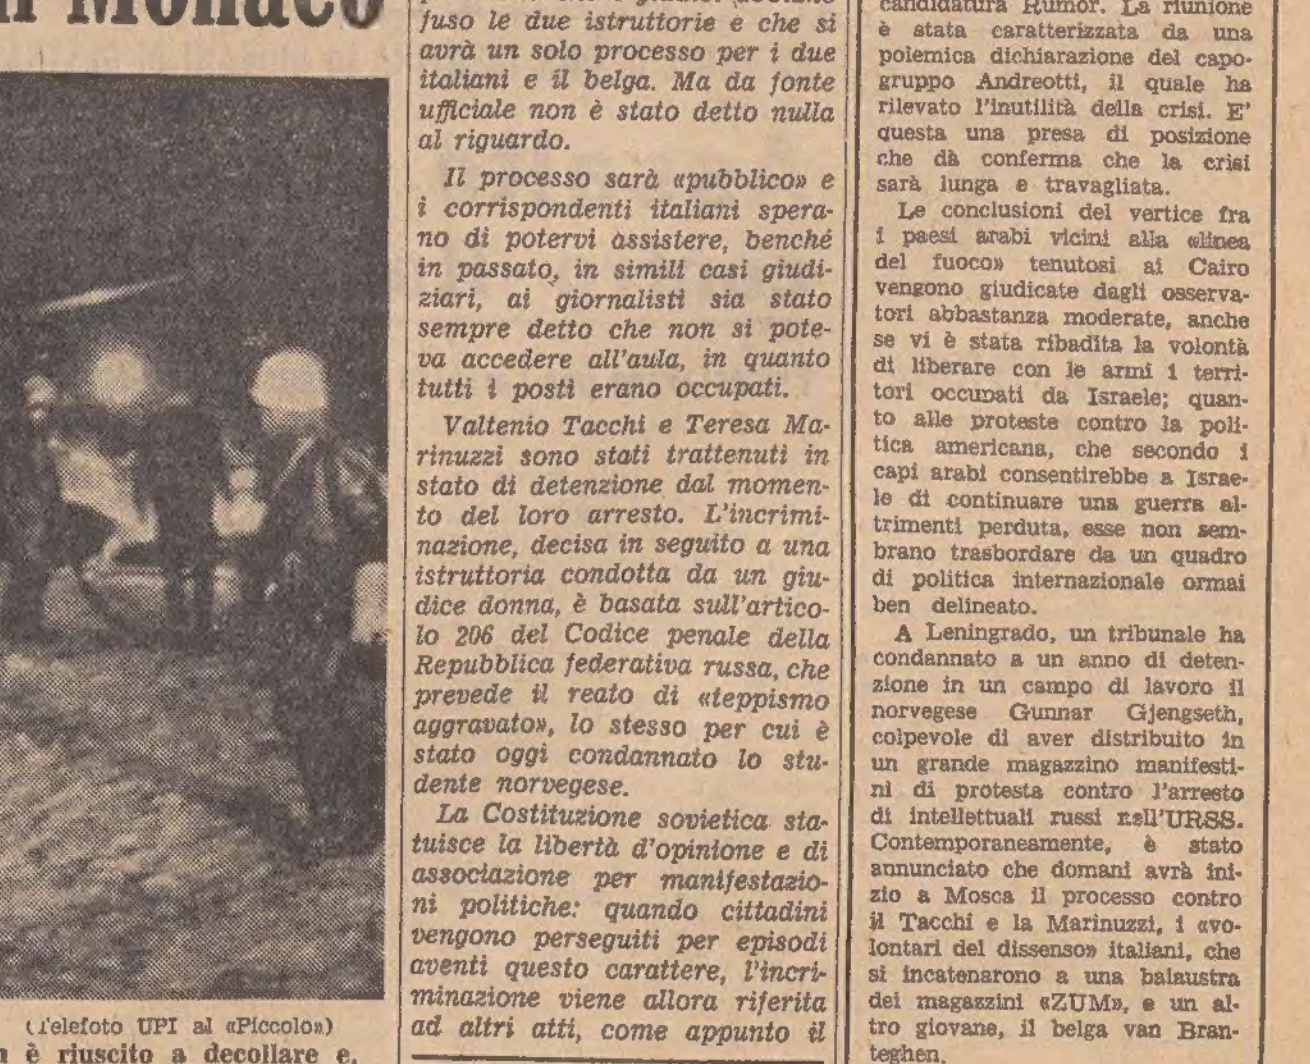 Monaco
(Telefoto UPI al «Piccolo»)
è riuscito a decollare e,
fuso le due istruttorie e che si
avrà un solo processo per i due
italiani e il belga. Ma da fonte
ufficiale non è stato detto nulla
al riguardo.
Il processo sarà «pubblico» e
i corrispondenti italiani spera-
no di potervi assistere, benché
in passato, in simili casi giudi-
ziari, ai giornalisti sia stato
sempre detto che non si pote-
va accedere all'aula, in quanto
tutti i posti erano occupati.
Valtenio Tacchi e Teresa Ma-
rinuzzi sono stati trattenuti in
stato di detenzione dal momen-
to del loro arresto. L'incrimi-
nazione, decisa in seguito a una
istruttoria condotta da un giu-
dice donna, è basata sull'artico-
lo 206 del Codice penale della
Repubblica federativa russa, che
prevede il reato di «teppismo
aggravato», lo stesso per cui è
stato oggi condannato lo stu-
dente norvegese.
La Costituzione sovietica sta-
tuisce la libertà d'opinione e di
associazione per manifestazio-
ni politiche: quando cittadini
vengono perseguiti per episodi
aventi questo carattere, l'incri-
minazione viene allora riferita
ad altri atti, come appunto il
candidatura Rumor. La riunione
è stata caratterizzata da una
polemica dichiarazione del capo-
gruppo Andreotti, il quale ha
rilevato l'inutilità della crisi. E'
questa una presa di posizione
che dà conferma che la crisi
sarà lunga e travagliata.
Le conclusioni del vertice fra
i paesi arabi vicini alla «linea
del fuoco» tenutosi al Cairo
vengono giudicate dagli osserva-
tori abbastanza moderate, anche
se vi è stata ribadita la volontà
di liberare con le armi i terri-
tori occupati da Israele; quan-
to alle proteste contro la poli-
tica americana, che secondo i
capi arabi consentirebbe a Israe-
le di continuare una guerra al-
trimenti perduta, esse non sem-
brano trasbordare da un quadro
di politica internazionale ormai
ben delineato.
A Leningrado, un tribunale ha
condannato a un anno di deten-
zione in un campo di lavoro il
norvegese Gunnar Gjengseth,
colpevole di aver distribuito in
un grande magazzino manifesti-
ni di protesta contro l'arresto
di intellettuali russi nell'URSS.
Contemporaneamente, è stato
annunciato che domani avrà ini-
zio a Mosca il processo contro
il Tacchi e la Marinuzzi, i «vo-
lontari del dissenso» italiani, che
si incatenarono a una balaustra
dei magazzini «ZUM», e un al-
tro giovane, il belga van Bran-
teghen.